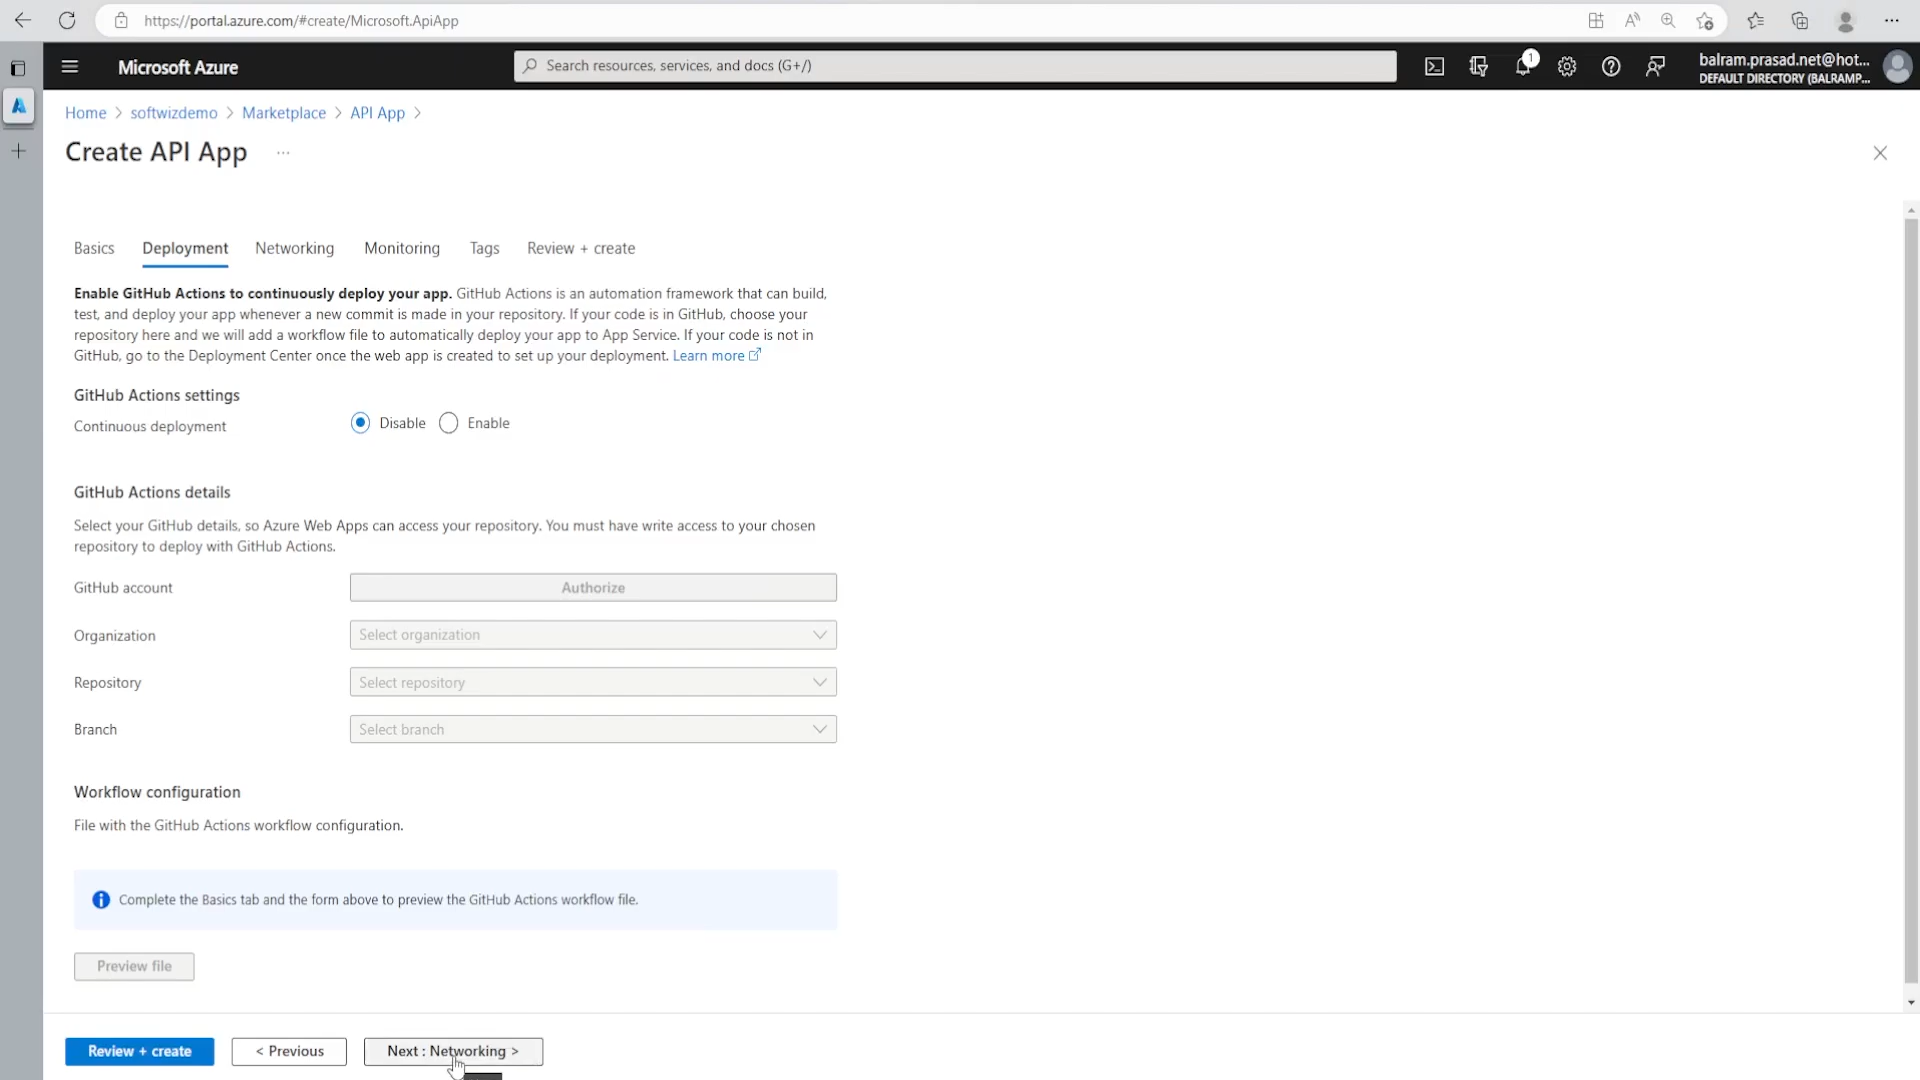 https://portal.azure.com/#create/Microsoft.ApiApp
Microsoft Azure
Search resources, services, and docs (G+/)
1
balram.prasad.net@hot...
DEFAULT DIRECTORY (BALRAMP...
Home > softwizdemo > Marketplace > API App >
Create API App ...
Basics Deployment Networking Monitoring Tags Review + create
Enable GitHub Actions to continuously deploy your app. GitHub Actions is an automation framework that can build,
test, and deploy your app whenever a new commit is made in your repository. If your code is in GitHub, choose your
repository here and we will add a workflow file to automatically deploy your app to App Service. If your code is not in
GitHub, go to the Deployment Center once the web app is created to set up your deployment. Learn more
GitHub Actions settings
Continuous deployment Disable Enable
GitHub Actions details
Select your GitHub details, so Azure Web Apps can access your repository. You must have write access to your chosen
repository to deploy with GitHub Actions.
GitHub account Authorize
Organization Select organization
Repository Select repository
Branch Select branch
Workflow configuration
File with the GitHub Actions workflow configuration.
Complete the Basics tab and the form above to preview the GitHub Actions workflow file.
Preview file
Review + create < Previous Next : Networking >